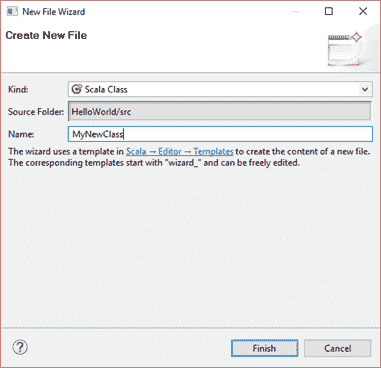 New File Wizard
Create New File
Kind:
Scala Class
Source Folder:
HelloWorld/src
Name:
MyNewClass
The wizard uses a template in Scala → Editor → Templates to create the content of a new file.
The corresponding templates start with "wizard_" and can be freely edited.
?
Finish
Cancel